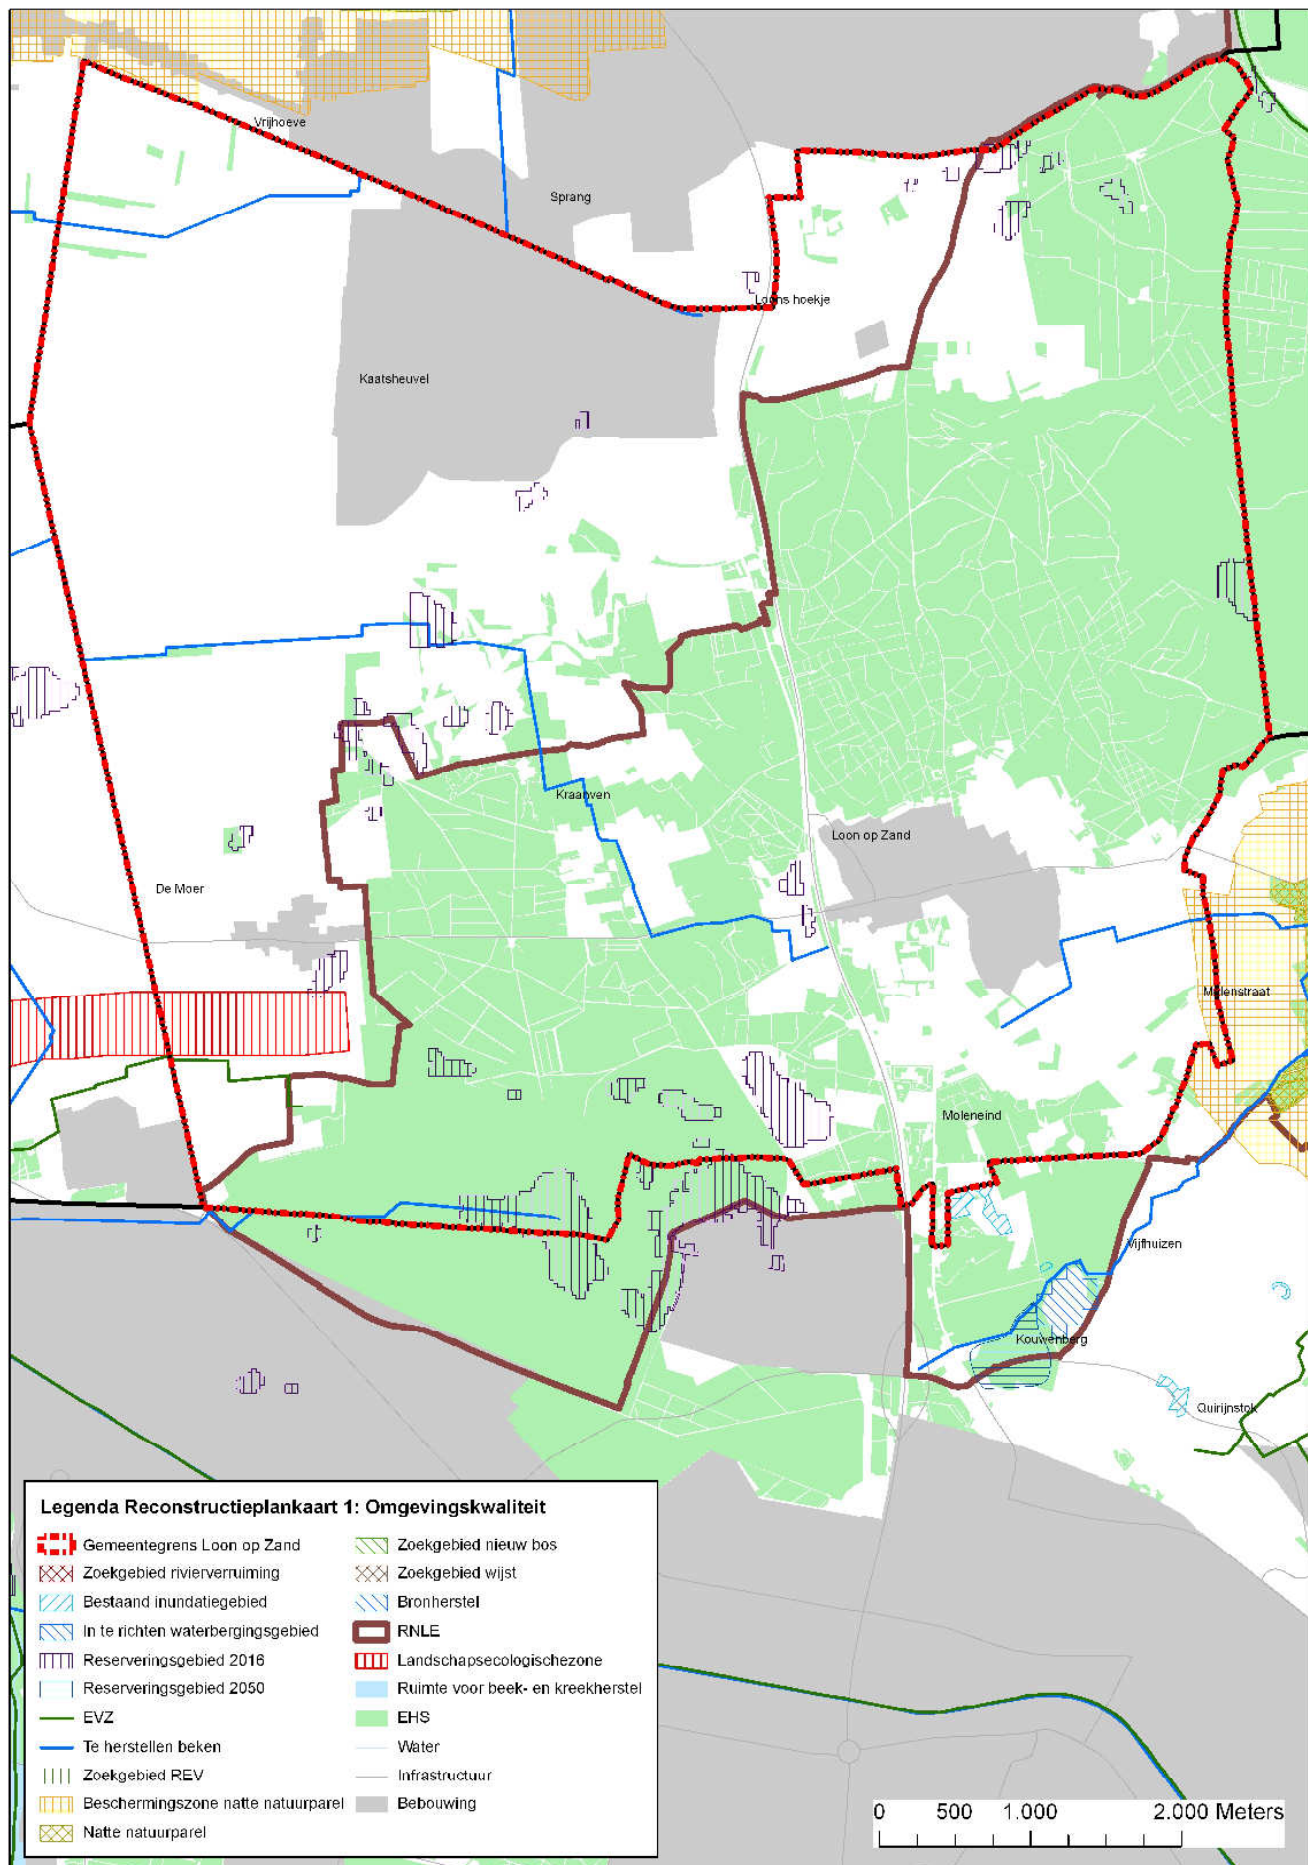 Vrijhoeve
Sprang
Loons hoekje
Kaatsheuvel
Kraanven
Loon op Zand
De Moer
Molenstraat
Moleneind
Vijfhuizen
Kouwenberg
Quirijnstok
Legenda Reconstructieplankaart 1: Omgevingskwaliteit
Gemeentegrens Loon op Zand
Zoekgebied rivierverruiming
Bestaand inundatiegebied
In te richten waterbergingsgebied
Reserveringsgebied 2016
Reserveringsgebied 2050
EVZ
Te herstellen beken
Zoekgebied REV
Beschermingszone natte natuurparel
Natte natuurparel
Zoekgebied nieuw bos
Zoekgebied wijst
Bronherstel
RNLE
Landschapsecologischezone
Ruimte voor beek- en kreekherstel
EHS
Water
Infrastructuur
Bebouwing
0 500 1.000 2.000 Meters